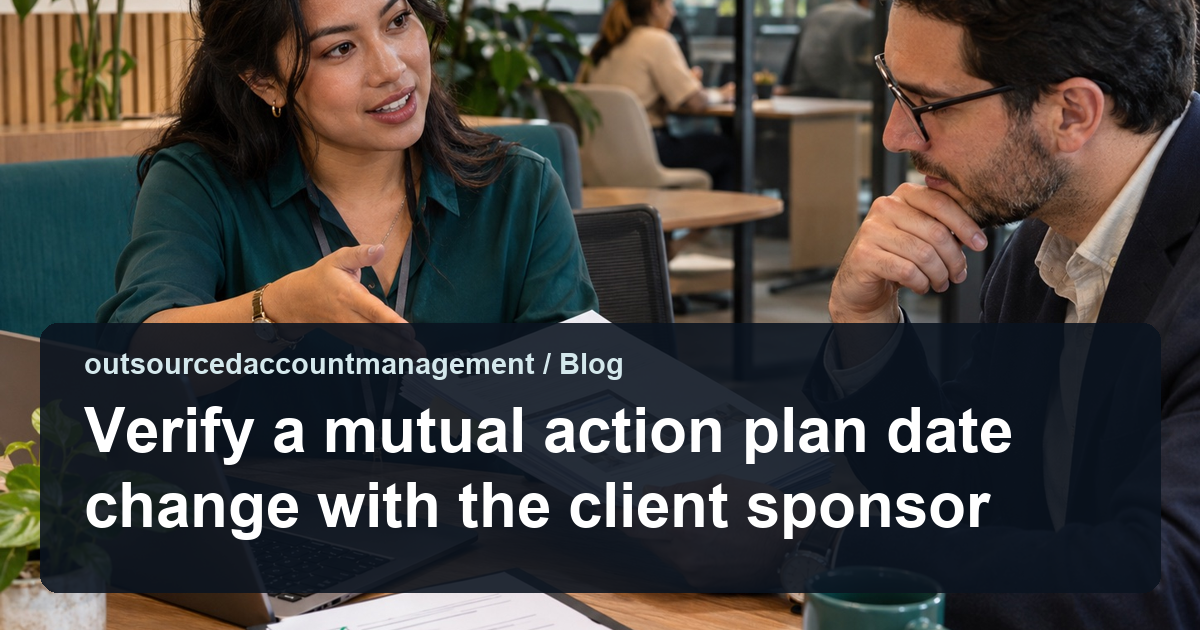 outsourcedaccountmanagement / Blog
Verify a mutual action plan date
change with the client sponsor